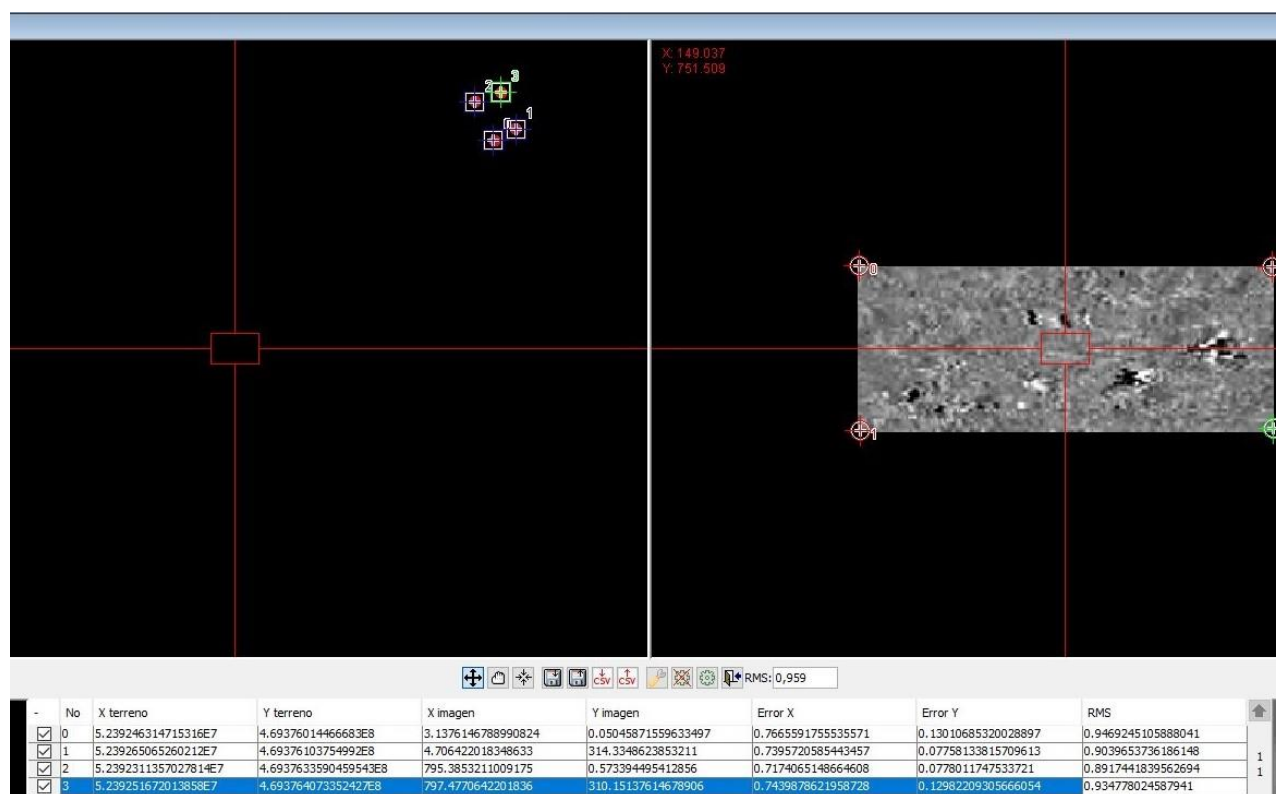 X: 149.037
Y: 751.509
2 3
0 1
0
1
CSV CSV RMS: 0,959
- No X terreno Y terreno X imagen Y imagen Error X Error Y RMS
0 5.239246314715316E7 4.69376014466683E8 3.1376146788990824 0.05045871559633497 0.7665591755535571 0.13010685320028897 0.9469245105888041
1 5.239265065260212E7 4.69376103754992E8 4.706422018348633 314.3348623853211 0.7395720585443457 0.07758133815709613 0.9039653736186148
2 5.2392311357027814E7 4.6937633590459543E8 795.3853211009175 0.573394495412856 0.7174065148664608 0.0778011747533721 0.8917441839562694
3 5.239251672013858E7 4.693764073352427E8 797.4770642201836 310.15137614678906 0.7439878621958728 0.12982209305666054 0.934778024587941
1
1